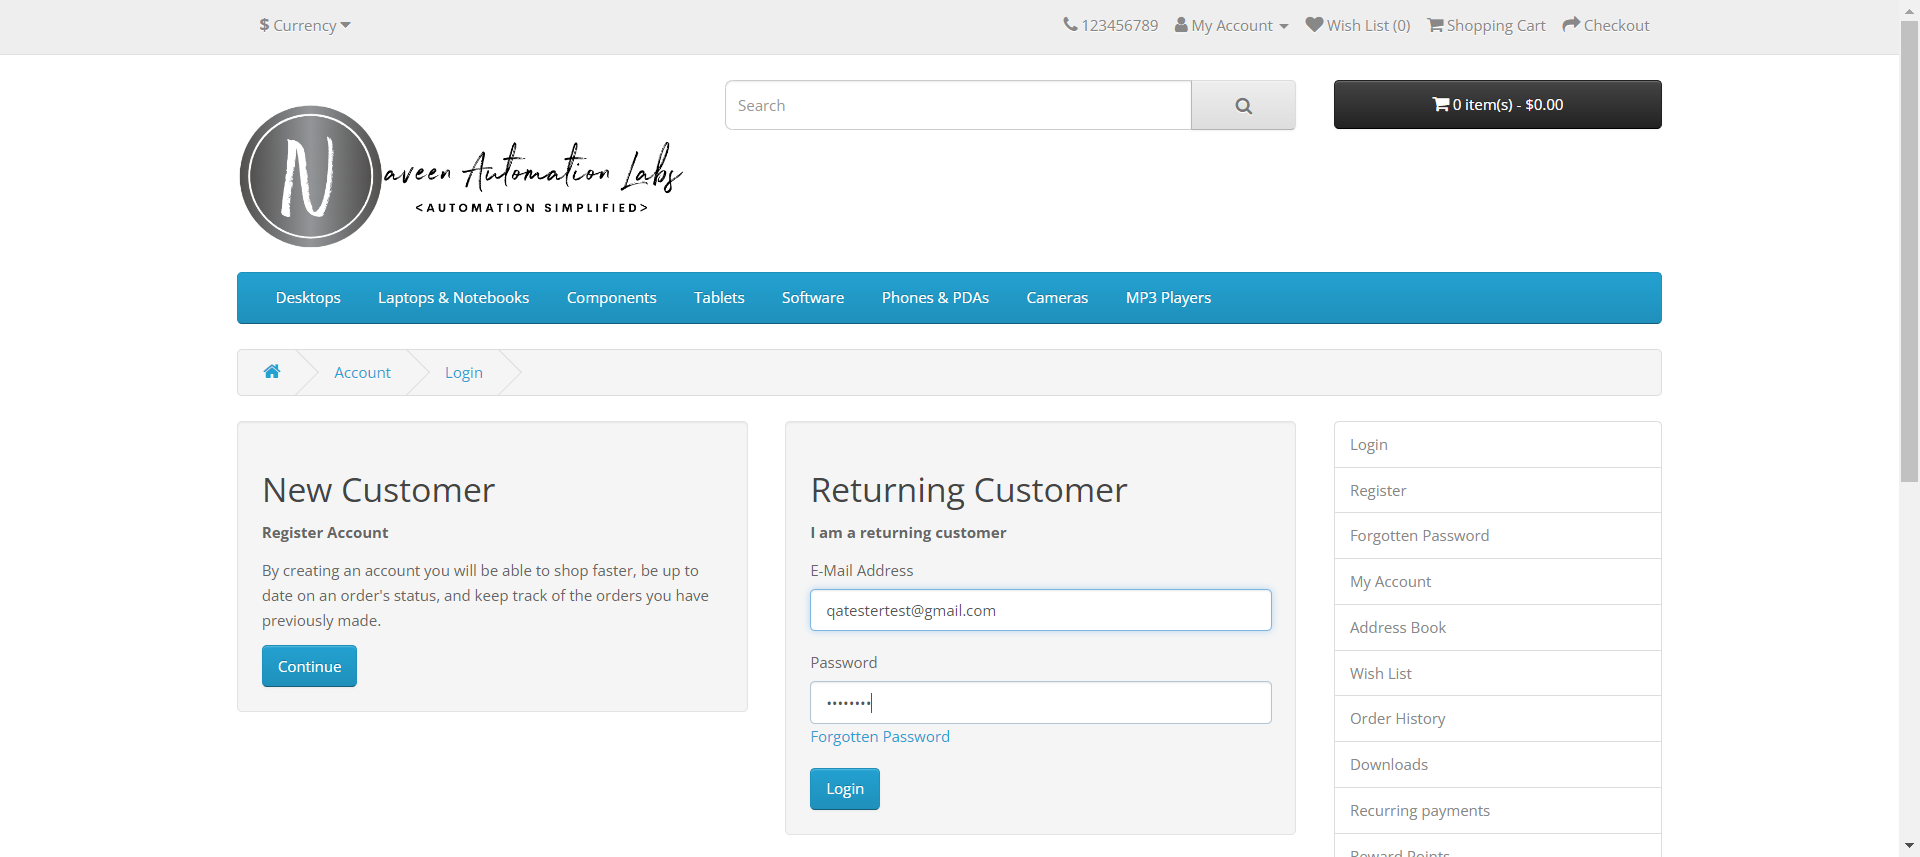 $ Currency
123456789 My Account Wish List (0) Shopping Cart Checkout
N
aveen Automation Labs
<AUTOMATION SIMPLIFIED>
Search
0 item(s) - $0.00
Desktops Laptops & Notebooks Components Tablets Software Phones & PDAs Cameras MP3 Players
Account Login
New Customer
Register Account
By creating an account you will be able to shop faster, be up to
date on an order's status, and keep track of the orders you have
previously made.
Continue
Returning Customer
I am a returning customer
E-Mail Address
qatestertest@gmail.com
Password
••••••••
Forgotten Password
Login
Login
Register
Forgotten Password
My Account
Address Book
Wish List
Order History
Downloads
Recurring payments
Reward Points